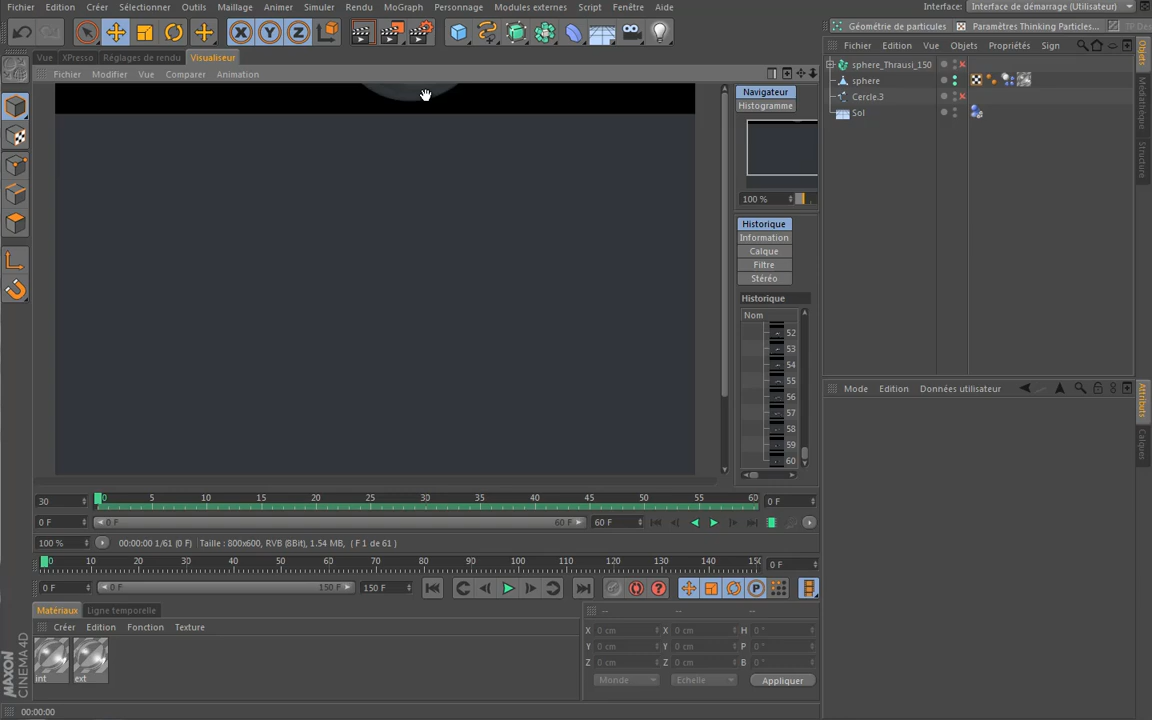 Fichier Edition Créer Sélectionner Outils Maillage Animer Simuler Rendu MoGraph Personnage Modules externes Script Fenêtre Aide Interface: Interface de démarrage (Utilisateur)
Géométrie de particules Paramètres Thinking Particles... TP De
Vue XPresso Réglages de rendu Visualiseur
Fichier Edition Vue Objets Propriétés Sign
Fichier Modifier Vue Comparer Animation
sphere_Thrausi_150
sphere
Cercle.3
Sol
Objets
Médiathèque
Structure
Navigateur
Histogramme
100 %
Historique
Information
Calque
Filtre
Stéréo
Historique
Nom
52
53
54
55
56
57
58
59
60
Mode Edition Données utilisateur
Attributs
Calques
30 0 5 10 15 20 25 30 35 40 45 50 55 60 0 F
0 F 0 F 60 F 60 F
100 % 00:00:00 1/61 (0 F) Taille : 800x600, RVB (8Bit), 1.54 MB, ( F 1 de 61 )
0 10 20 30 40 50 60 70 80 90 100 110 120 130 140 150 0 F
0 F 0 F 150 F 150 F
Matériaux Ligne temporelle
Créer Edition Fonction Texture
int ext
-- -- --
X 0 cm X 0 cm H 0 °
Y 0 cm Y 0 cm P 0 °
Z 0 cm Z 0 cm B 0 °
Monde Echelle Appliquer
MAXON CINEMA 4D
00:00:00